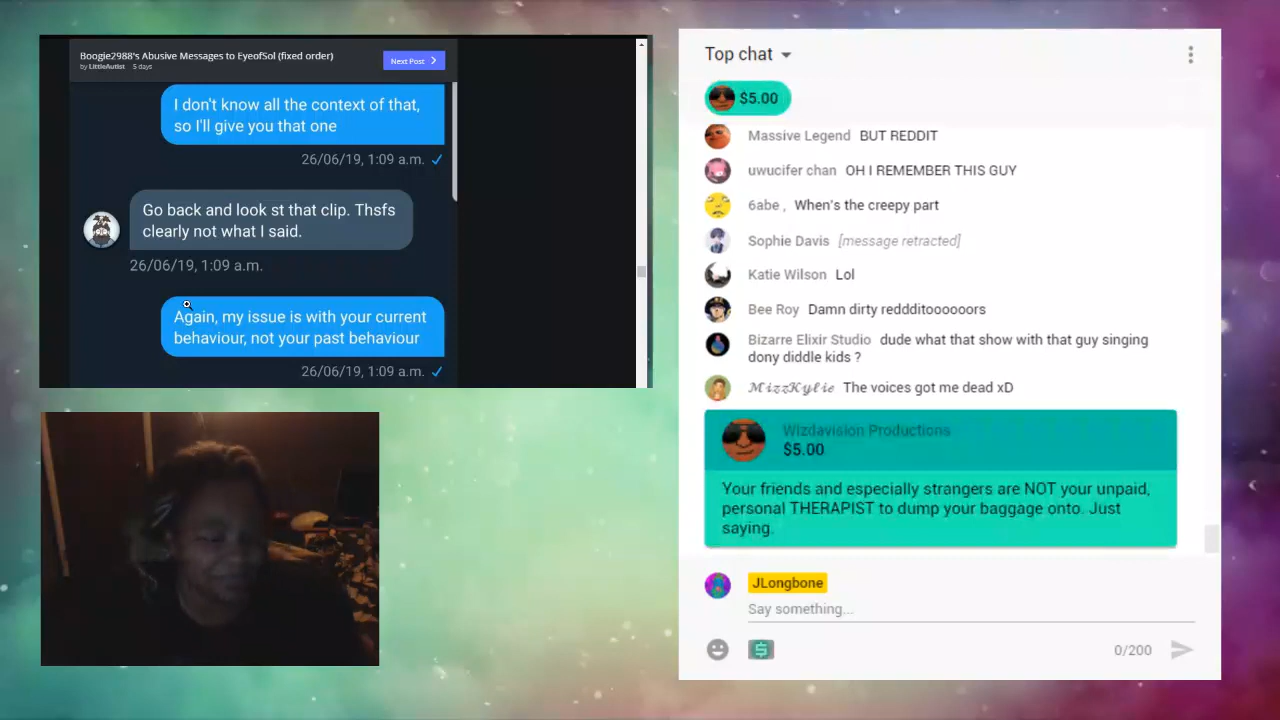 Boogie2988's Abusive Messages to EyeofSol (fixed order)
by LittleAutist 5 days
Next Post
I don't know all the context of that,
so I'll give you that one
26/06/19, 1:09 a.m.
Go back and look st that clip. Thsfs
clearly not what I said.
26/06/19, 1:09 a.m.
Again, my issue is with your current
behaviour, not your past behaviour
26/06/19, 1:09 a.m.
Top chat
$5.00
Massive Legend BUT REDDIT
uwucifer chan OH I REMEMBER THIS GUY
6abe , When's the creepy part
Sophie Davis [message retracted]
Katie Wilson Lol
Bee Roy Damn dirty reddditoooooors
Bizarre Elixir Studio dude what that show with that guy singing
dony diddle kids ?
𝓜𝓲𝔃𝔃𝓚𝔂𝓵𝓲𝓮 The voices got me dead xD
Wizdavision Productions
$5.00
Your friends and especially strangers are NOT your unpaid,
personal THERAPIST to dump your baggage onto. Just
saying.
JLongbone
Say something...
0/200